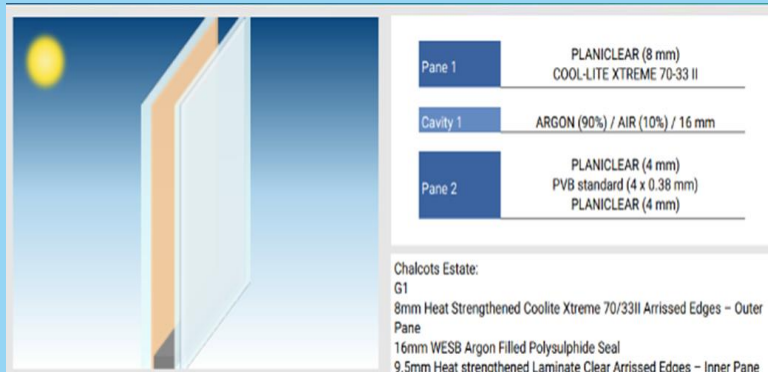 Pane 1
PLANICLEAR (8 mm)
COOL-LITE XTREME 70-33 II
Cavity 1
ARGON (90%) / AIR (10%) / 16 mm
Pane 2
PLANICLEAR (4 mm)
PVB standard (4 x 0.38 mm)
PLANICLEAR (4 mm)
Chalcots Estate:
G1
8mm Heat Strengthened Coolite Xtreme 70/33II Arrissed Edges – Outer
Pane
16mm WESB Argon Filled Polysulphide Seal
9.5mm Heat strengthened Laminate Clear Arrissed Edges – Inner Pane